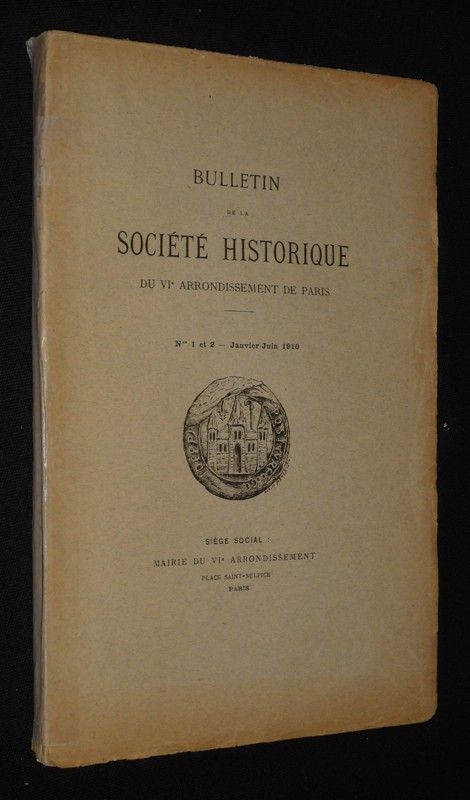 BULLETIN
DE LA
SOCIÉTÉ HISTORIQUE
DU VIᵉ ARRONDISSEMENT DE PARIS
Nᵒˢ 1 et 2 — Janvier-Juin 1910
SIÈGE SOCIAL :
MAIRIE DU VIᵉ ARRONDISSEMENT
PLACE SAINT-SULPICE
PARIS